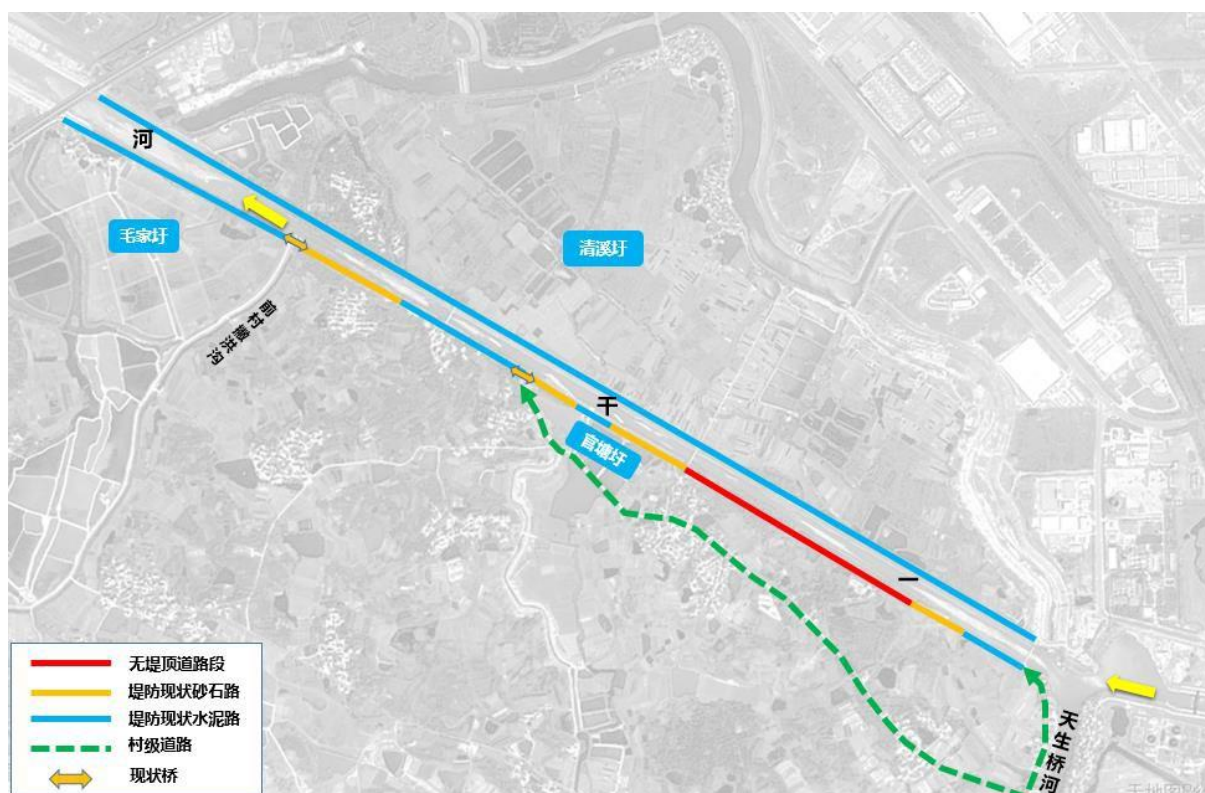 河
毛家圩
清溪圩
前村撇洪沟
干
官塘圩
一
天生桥河
无堤顶道路段
堤防现状砂石路
堤防现状水泥路
村级道路
现状桥